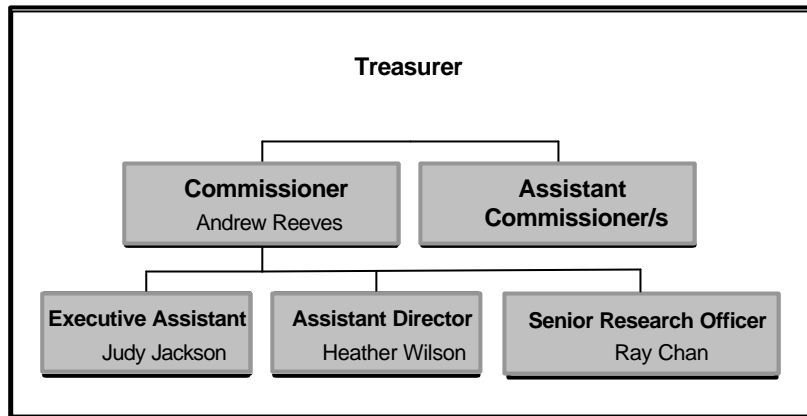 Treasurer
Commissioner
Andrew Reeves
Assistant
Commissioner/s
Executive Assistant
Judy Jackson
Assistant Director
Heather Wilson
Senior Research Officer
Ray Chan